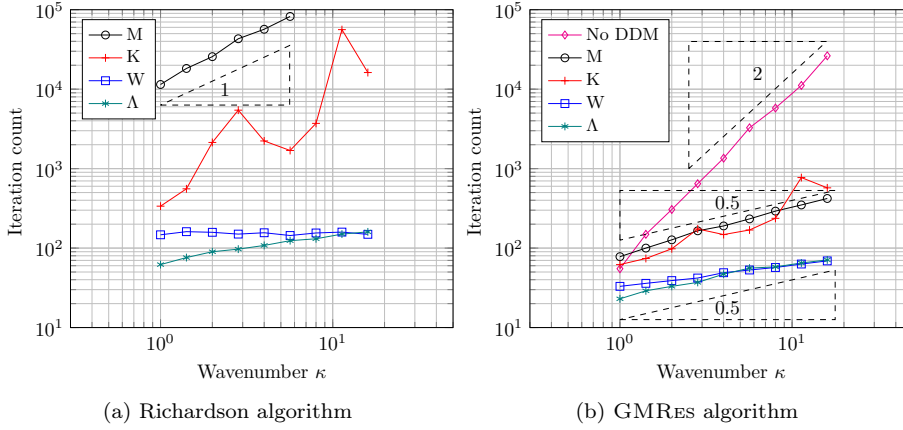 M
K
W
Λ
1
10^5
10^4
10^3
10^2
10^1
Iteration count
10^0
10^1
Wavenumber κ
(a) Richardson algorithm
No DDM
M
K
W
Λ
2
0.5
0.5
10^5
10^4
10^3
10^2
10^1
Iteration count
10^0
10^1
Wavenumber κ
(b) GMRES algorithm